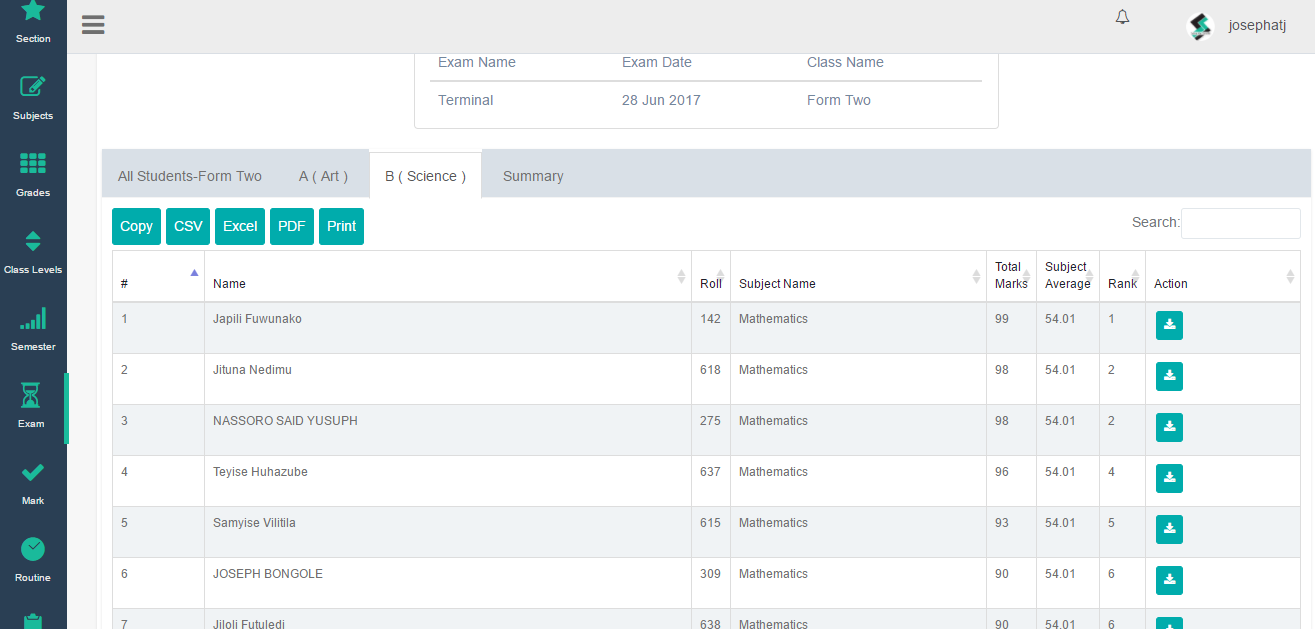 Section
Subjects
Grades
Class Levels
Semester
Exam
Mark
Routine
josephatj
Exam Name Exam Date Class Name
Terminal 28 Jun 2017 Form Two
All Students-Form Two A ( Art ) B ( Science ) Summary
Copy CSV Excel PDF Print Search:
# Name Roll Subject Name Total Marks Subject Average Rank Action
1 Japili Fuwunako 142 Mathematics 99 54.01 1
2 Jituna Nedimu 618 Mathematics 98 54.01 2
3 NASSORO SAID YUSUPH 275 Mathematics 98 54.01 2
4 Teyise Huhazube 637 Mathematics 96 54.01 4
5 Samyise Vilitila 615 Mathematics 93 54.01 5
6 JOSEPH BONGOLE 309 Mathematics 90 54.01 6
7 Jiloli Futuledi 638 Mathematics 90 54.01 6